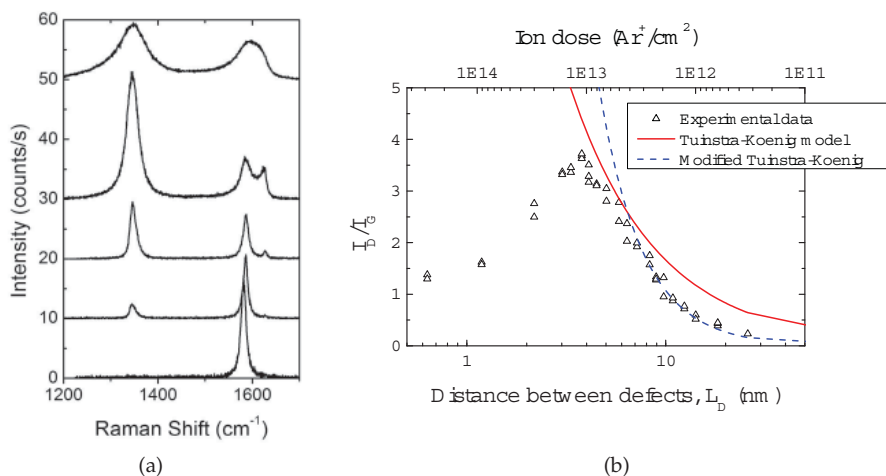 60
50
40
30
20
10
0
Intensity (counts/s)
1200 1400 1600
Raman Shift (cm⁻¹)
(a)
Ion dose (Ar⁺/cm²)
1E14 1E13 1E12 1E11
5
4
3
2
1
0
I_D/I_G
Experimental data
Tuinstra-Koenig model
Modified Tuinstra-Koenig
1 10
Distance between defects, L_D (nm)
(b)